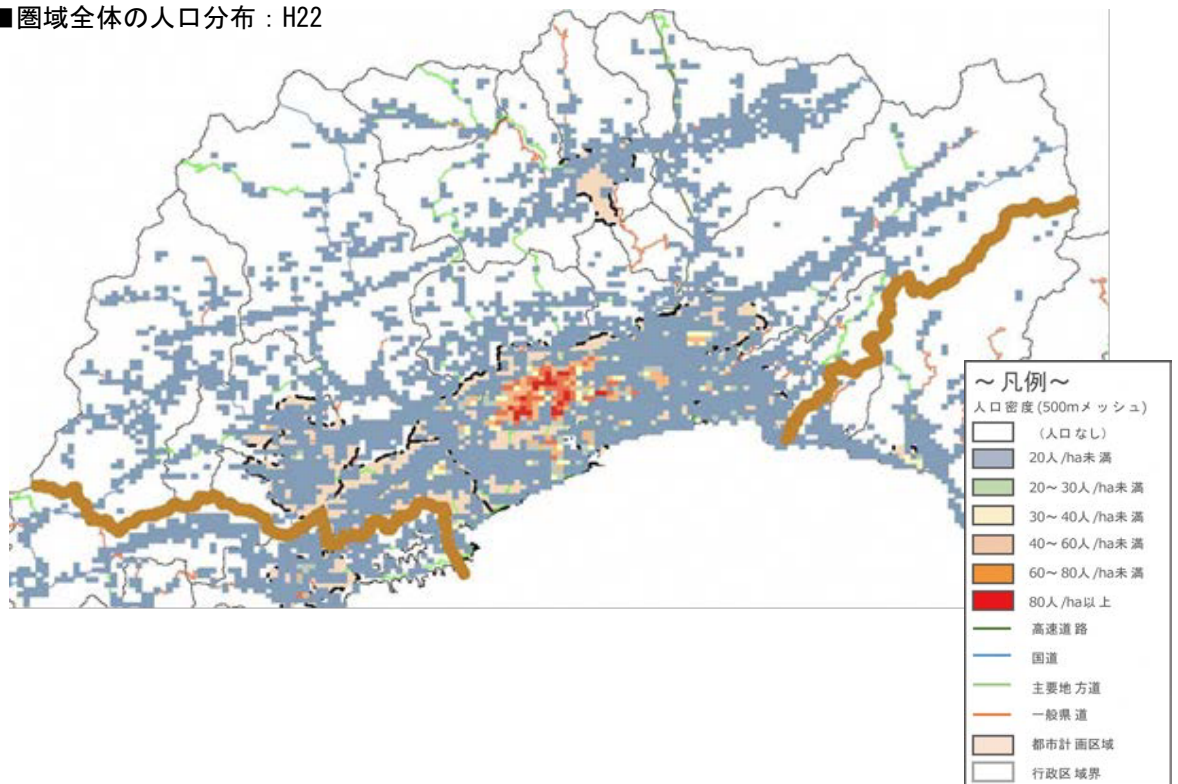 ■圏域全体の人口分布：H22
～凡例～
人口密度(500mメッシュ)
（人口なし）
20人/ha未満
20～30人/ha未満
30～40人/ha未満
40～60人/ha未満
60～80人/ha未満
80人/ha以上
高速道路
国道
主要地方道
一般県道
都市計画区域
行政区域界